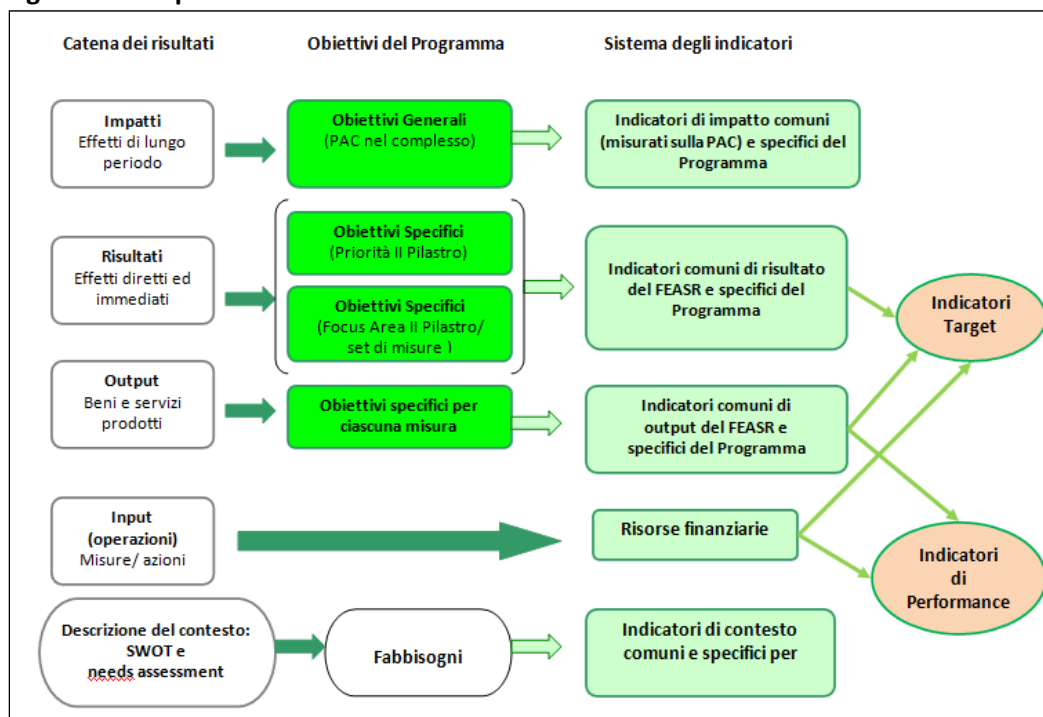 Catena dei risultati
Obiettivi del Programma
Sistema degli indicatori
Impatti
Effetti di lungo
periodo
Obiettivi Generali
(PAC nel complesso)
Indicatori di impatto comuni
(misurati sulla PAC) e specifici del
Programma
Risultati
Effetti diretti ed
immediati
Obiettivi Specifici
(Priorità II Pilastro)
Obiettivi Specifici
(Focus Area II Pilastro/
set di misure )
Indicatori comuni di risultato
del FEASR e specifici del
Programma
Indicatori
Target
Output
Beni e servizi
prodotti
Obiettivi specifici per
ciascuna misura
Indicatori comuni di
output del FEASR e
specifici del Programma
Input
(operazioni)
Misure/ azioni
Risorse finanziarie
Indicatori
di
Performance
Descrizione del contesto:
SWOT e
needs assessment
Fabbisogni
Indicatori di contesto
comuni e specifici per